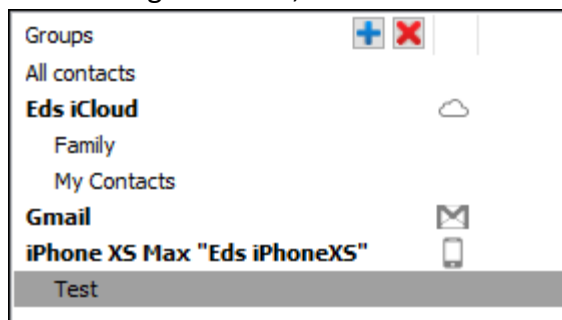 Groups
All contacts
Eds iCloud
Family
My Contacts
Gmail
iPhone XS Max "Eds iPhoneXS"
Test